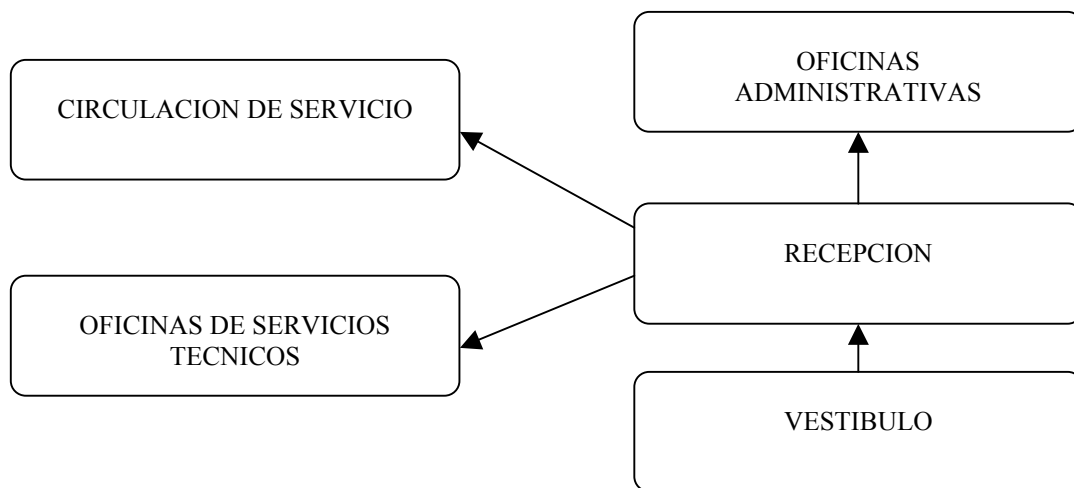 OFICINAS
ADMINISTRATIVAS
CIRCULACION DE SERVICIO
RECEPCION
OFICINAS DE SERVICIOS
TECNICOS
VESTIBULO